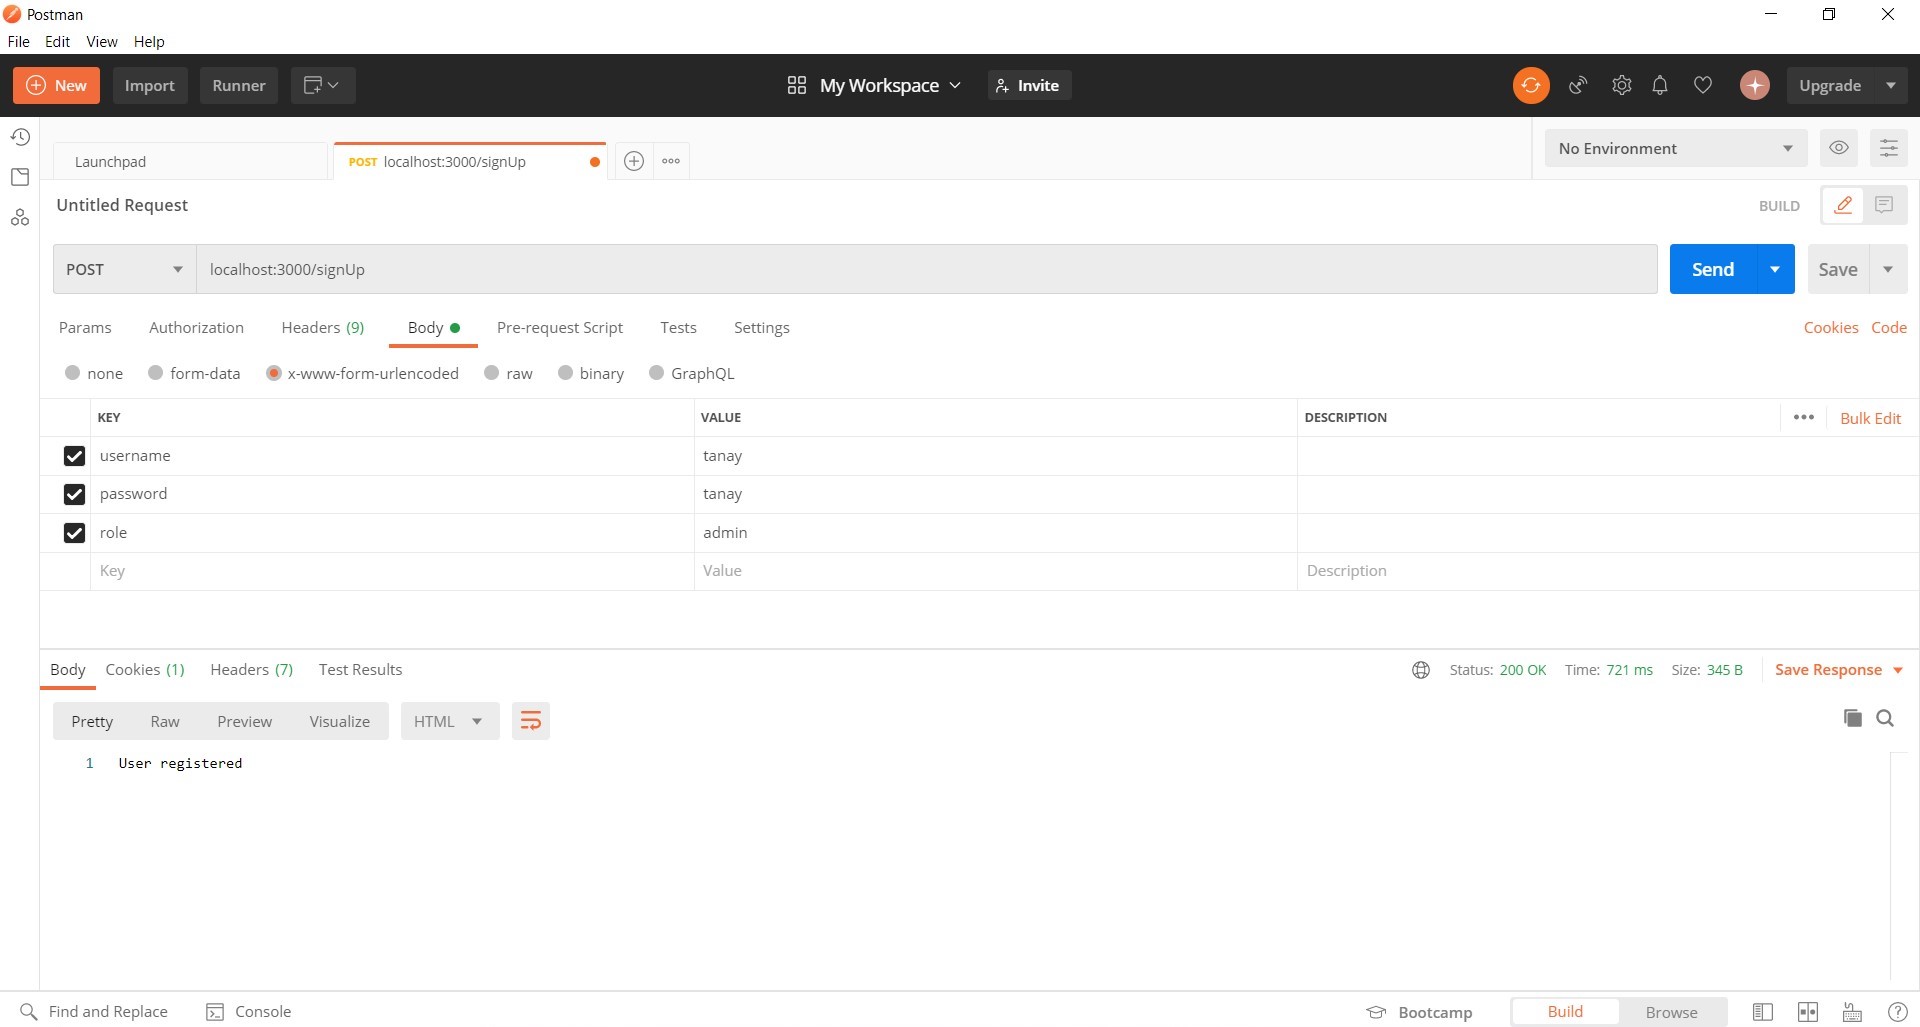 Postman
File Edit View Help
New Import Runner My Workspace Invite Upgrade
Launchpad POST localhost:3000/signUp No Environment
Untitled Request BUILD
POST localhost:3000/signUp Send Save
Params Authorization Headers (9) Body Pre-request Script Tests Settings Cookies Code
none form-data x-www-form-urlencoded raw binary GraphQL
KEY VALUE DESCRIPTION Bulk Edit
username tanay
password tanay
role admin
Key Value Description
Body Cookies (1) Headers (7) Test Results Status: 200 OK Time: 721 ms Size: 345 B Save Response
Pretty Raw Preview Visualize HTML
1 User registered
Find and Replace Console Bootcamp Build Browse